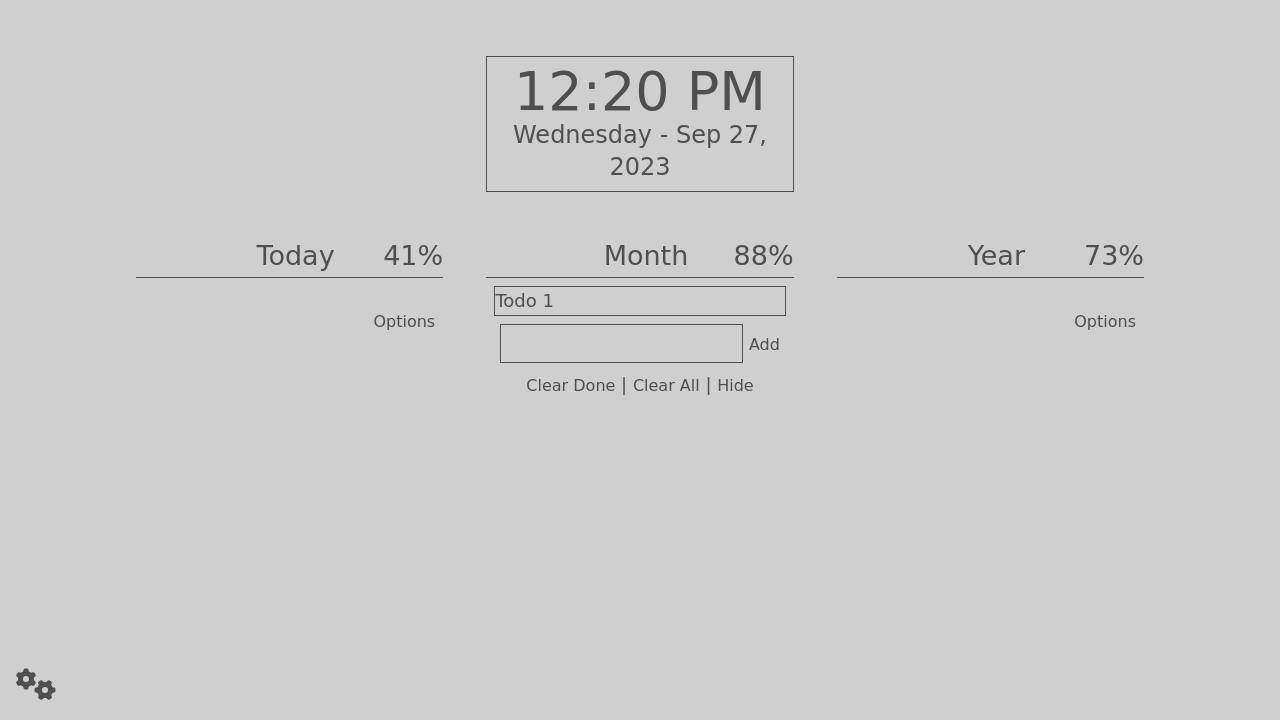 12:20 PM
Wednesday - Sep 27,
2023
Today 41%
Month 88%
Year 73%
Todo 1
Options
Options
Add
Clear Done | Clear All | Hide